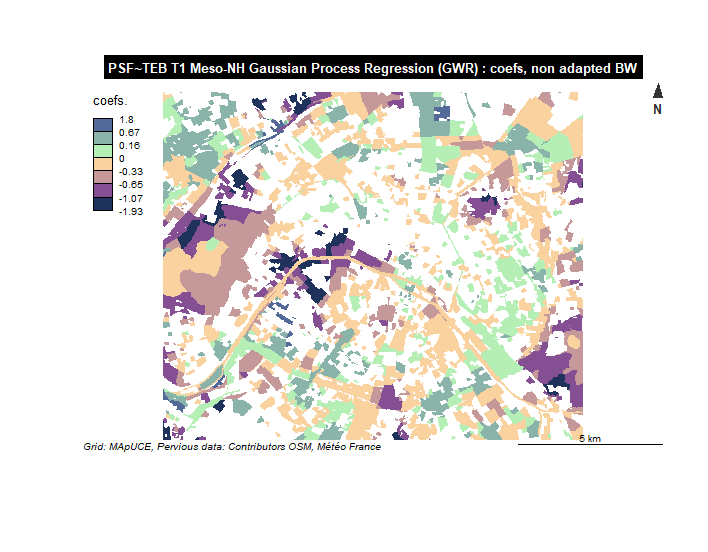 PSF~TEB T1 Meso-NH Gaussian Process Regression (GWR) : coefs, non adapted BW
N
coefs.
1.8
0.67
0.16
0
-0.33
-0.65
-1.07
-1.93
5 km
Grid: MApUCE, Pervious data: Contributors OSM, Météo France